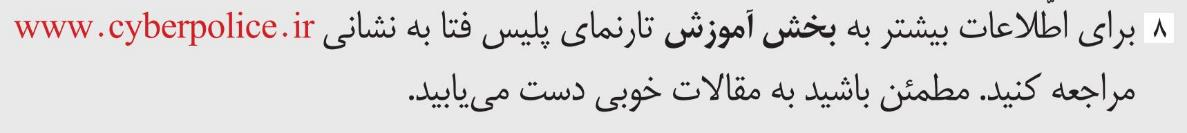 ۸ برای اطّلاعات بیشتر به بخش آموزش تارنمای پلیس فتا به نشانی www.cyberpolice.ir
مراجعه کنید. مطمئن باشید به مقالات خوبی دست می‌یابید.